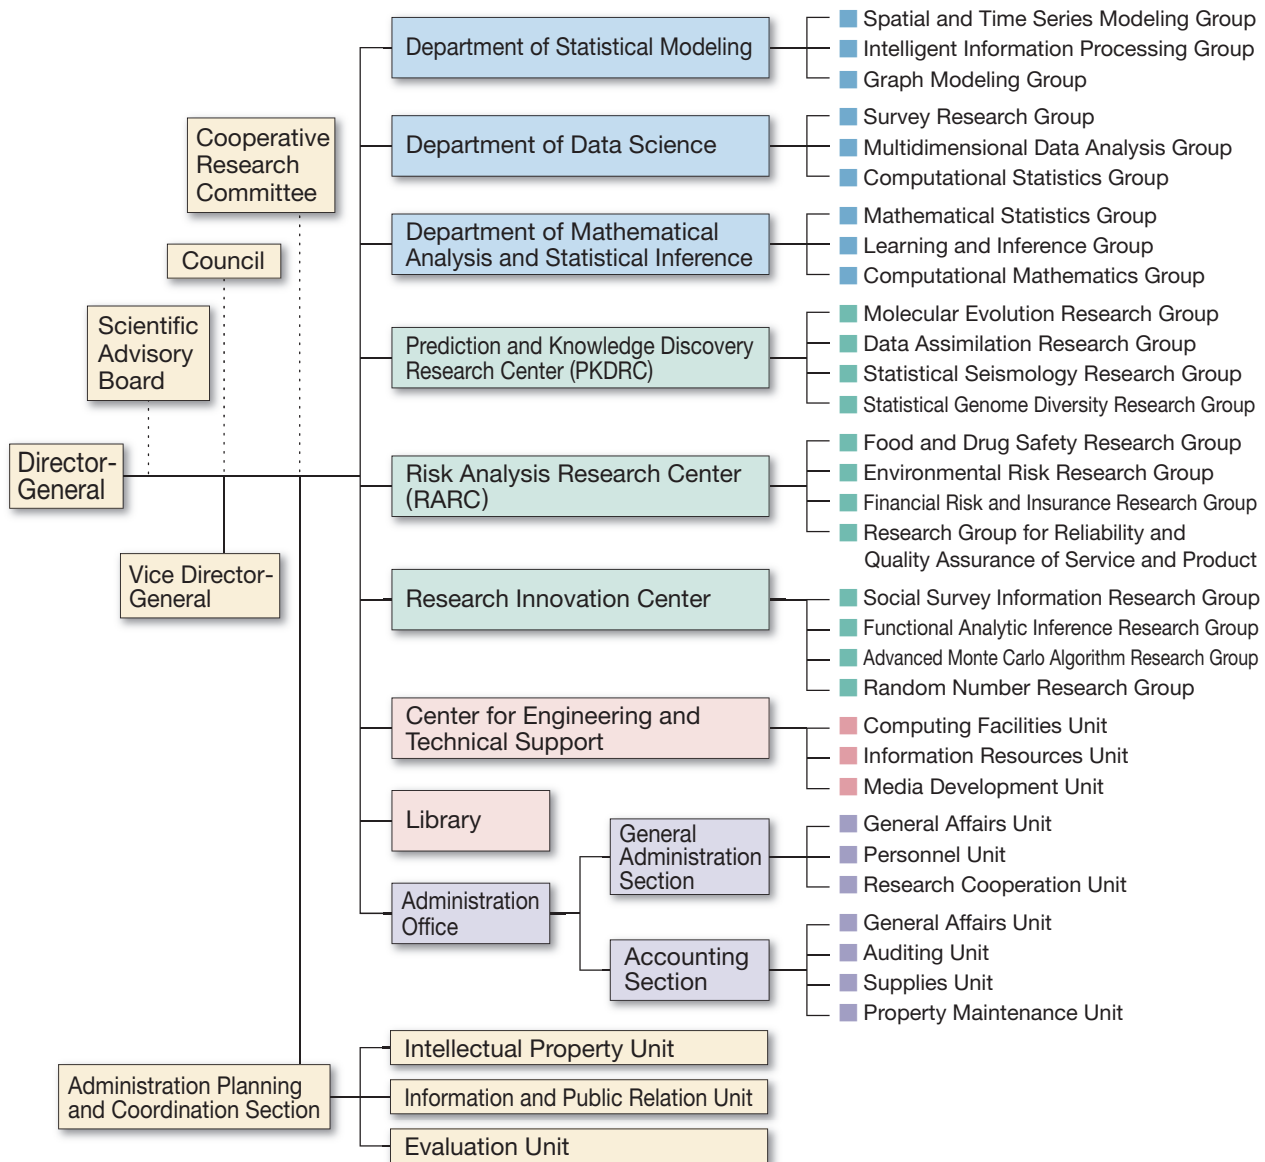 Department of Statistical Modeling
Spatial and Time Series Modeling Group
Intelligent Information Processing Group
Graph Modeling Group
Cooperative
Research
Committee
Department of Data Science
Survey Research Group
Multidimensional Data Analysis Group
Computational Statistics Group
Council
Department of Mathematical
Analysis and Statistical Inference
Mathematical Statistics Group
Learning and Inference Group
Computational Mathematics Group
Scientific
Advisory
Board
Prediction and Knowledge Discovery
Research Center (PKDRC)
Molecular Evolution Research Group
Data Assimilation Research Group
Statistical Seismology Research Group
Statistical Genome Diversity Research Group
Director-
General
Risk Analysis Research Center
(RARC)
Food and Drug Safety Research Group
Environmental Risk Research Group
Financial Risk and Insurance Research Group
Research Group for Reliability and
Quality Assurance of Service and Product
Vice Director-
General
Research Innovation Center
Social Survey Information Research Group
Functional Analytic Inference Research Group
Advanced Monte Carlo Algorithm Research Group
Random Number Research Group
Center for Engineering and
Technical Support
Computing Facilities Unit
Information Resources Unit
Media Development Unit
Library
Administration
Office
General
Administration
Section
General Affairs Unit
Personnel Unit
Research Cooperation Unit
Accounting
Section
General Affairs Unit
Auditing Unit
Supplies Unit
Property Maintenance Unit
Administration Planning
and Coordination Section
Intellectual Property Unit
Information and Public Relation Unit
Evaluation Unit